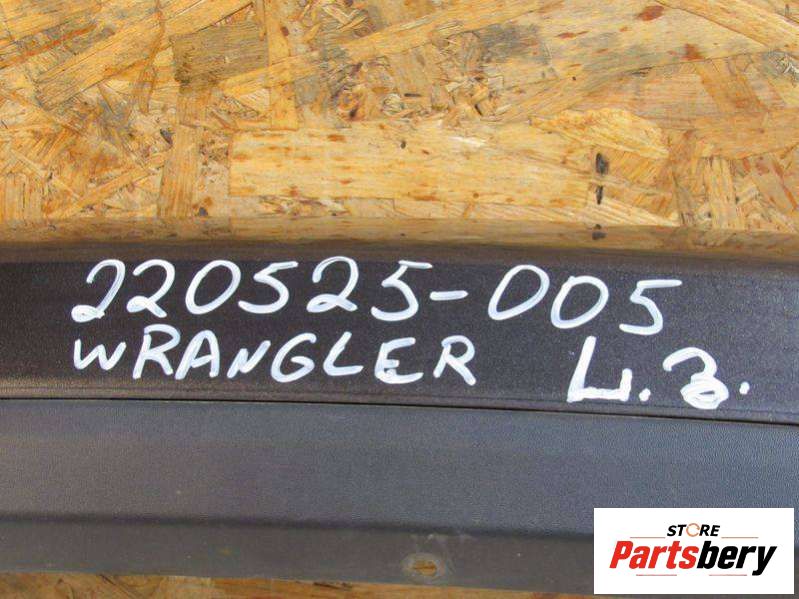 220525-005
WRANGLER L.з.
STORE
Partsbery